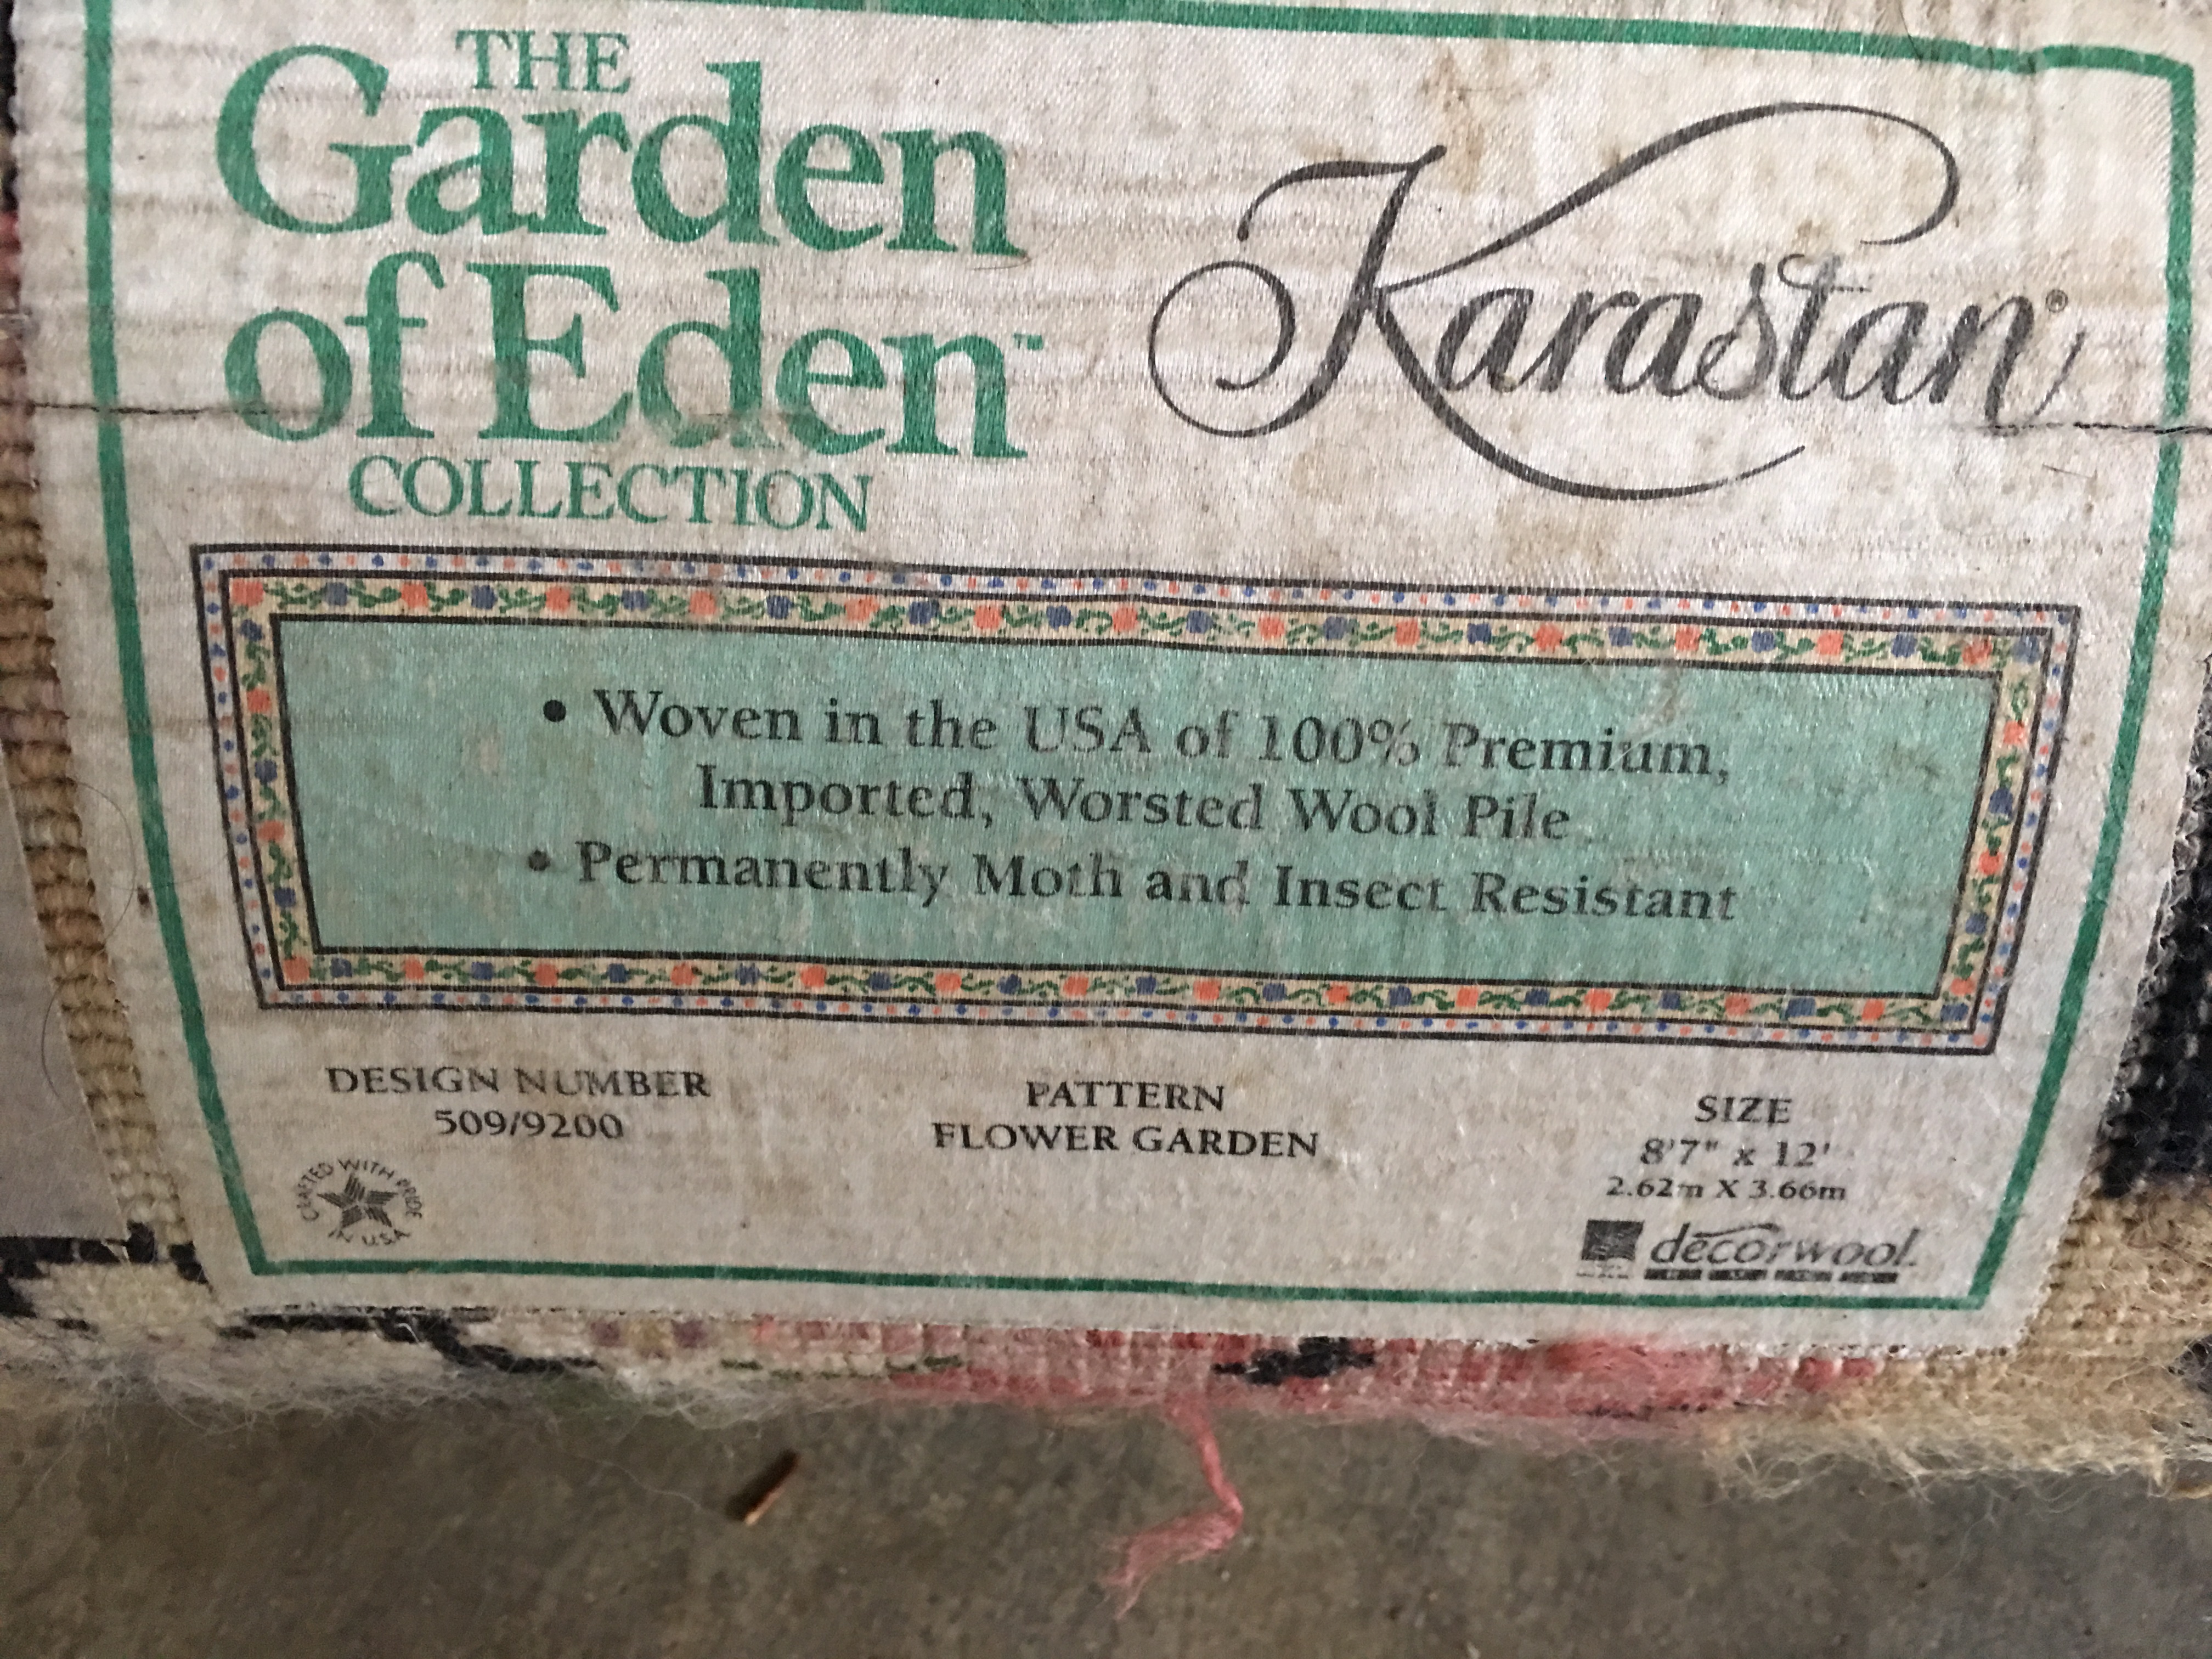 THE
Garden
of Eden™
COLLECTION
Karastan®
• Woven in the USA of 100% Premium,
Imported, Worsted Wool Pile
• Permanently Moth and Insect Resistant
DESIGN NUMBER
509/9200
PATTERN
FLOWER GARDEN
SIZE
8'7" x 12'
2.62m X 3.66m
CRAFTED WITH PRIDE
IN U.S.A.
decorwool